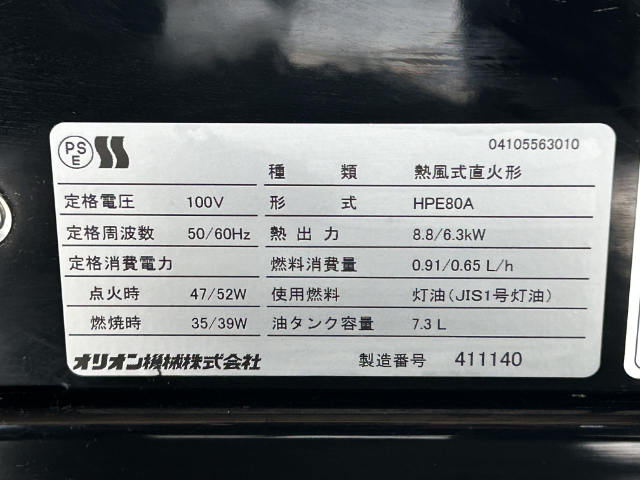 PSE 04105563010
種類 熱風式直火形
定格電圧 100V 形式 HPE80A
定格周波数 50/60Hz 熱出力 8.8/6.3kW
定格消費電力 燃料消費量 0.91/0.65 L/h
点火時 47/52W 使用燃料 灯油(JIS1号灯油)
燃焼時 35/39W 油タンク容量 7.3 L
オリオン機械株式会社 製造番号 411140